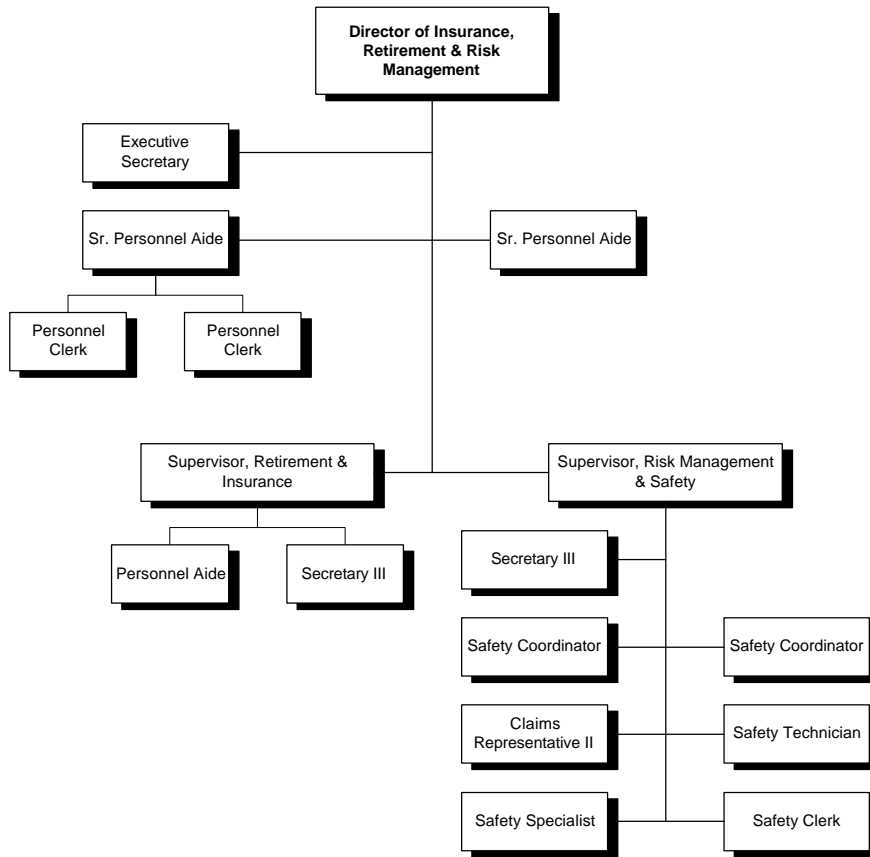 Director of Insurance,
Retirement & Risk
Management
Executive
Secretary
Sr. Personnel Aide
Sr. Personnel Aide
Personnel
Clerk
Personnel
Clerk
Supervisor, Retirement &
Insurance
Supervisor, Risk Management
& Safety
Personnel Aide
Secretary III
Secretary III
Safety Coordinator
Safety Coordinator
Claims
Representative II
Safety Technician
Safety Specialist
Safety Clerk